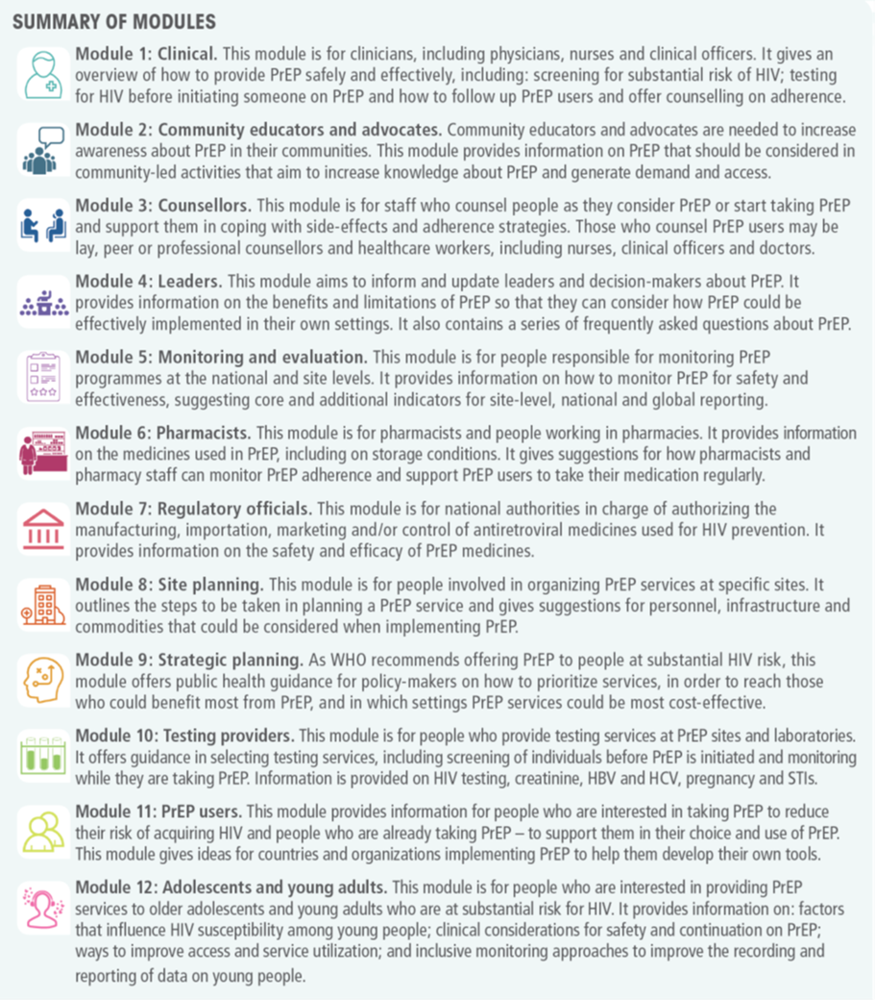 SUMMARY OF MODULES
Module 1: Clinical. This module is for clinicians, including physicians, nurses and clinical officers. It gives an
overview of how to provide PrEP safely and effectively, including: screening for substantial risk of HIV; testing
for HIV before initiating someone on PrEP and how to follow up PrEP users and offer counselling on adherence.
Module 2: Community educators and advocates. Community educators and advocates are needed to increase
awareness about PrEP in their communities. This module provides information on PrEP that should be considered in
community-led activities that aim to increase knowledge about PrEP and generate demand and access.
Module 3: Counsellors. This module is for staff who counsel people as they consider PrEP or start taking PrEP
and support them in coping with side-effects and adherence strategies. Those who counsel PrEP users may be
lay, peer or professional counsellors and healthcare workers, including nurses, clinical officers and doctors.
Module 4: Leaders. This module aims to inform and update leaders and decision-makers about PrEP. It
provides information on the benefits and limitations of PrEP so that they can consider how PrEP could be
effectively implemented in their own settings. It also contains a series of frequently asked questions about PrEP.
Module 5: Monitoring and evaluation. This module is for people responsible for monitoring PrEP
programmes at the national and site levels. It provides information on how to monitor PrEP for safety and
effectiveness, suggesting core and additional indicators for site-level, national and global reporting.
Module 6: Pharmacists. This module is for pharmacists and people working in pharmacies. It provides information
on the medicines used in PrEP, including on storage conditions. It gives suggestions for how pharmacists and
pharmacy staff can monitor PrEP adherence and support PrEP users to take their medication regularly.
Module 7: Regulatory officials. This module is for national authorities in charge of authorizing the
manufacturing, importation, marketing and/or control of antiretroviral medicines used for HIV prevention. It
provides information on the safety and efficacy of PrEP medicines.
Module 8: Site planning. This module is for people involved in organizing PrEP services at specific sites. It
outlines the steps to be taken in planning a PrEP service and gives suggestions for personnel, infrastructure and
commodities that could be considered when implementing PrEP.
Module 9: Strategic planning. As WHO recommends offering PrEP to people at substantial HIV risk, this
module offers public health guidance for policy-makers on how to prioritize services, in order to reach those
who could benefit most from PrEP, and in which settings PrEP services could be most cost-effective.
Module 10: Testing providers. This module is for people who provide testing services at PrEP sites and laboratories.
It offers guidance in selecting testing services, including screening of individuals before PrEP is initiated and monitoring
while they are taking PrEP. Information is provided on HIV testing, creatinine, HBV and HCV, pregnancy and STIs.
Module 11: PrEP users. This module provides information for people who are interested in taking PrEP to reduce
their risk of acquiring HIV and people who are already taking PrEP – to support them in their choice and use of PrEP.
This module gives ideas for countries and organizations implementing PrEP to help them develop their own tools.
Module 12: Adolescents and young adults. This module is for people who are interested in providing PrEP
services to older adolescents and young adults who are at substantial risk for HIV. It provides information on: factors
that influence HIV susceptibility among young people; clinical considerations for safety and continuation on PrEP;
ways to improve access and service utilization; and inclusive monitoring approaches to improve the recording and
reporting of data on young people.